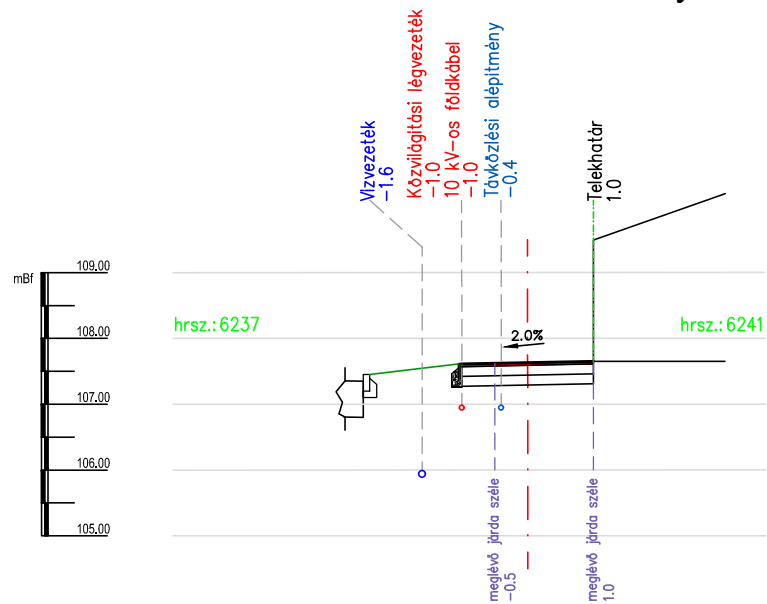 Vízvezeték
-1.6
Közvilágítási légvezeték
-1.0
10 kV-os földkábel
-1.0
Távközlési alépítmény
-0.4
Telekhatár
1.0
mBf
109.00
108.00
107.00
106.00
105.00
hrsz.:6237
2.0%
hrsz.:6241
meglévő járda széle
-0.5
meglévő járda széle
1.0